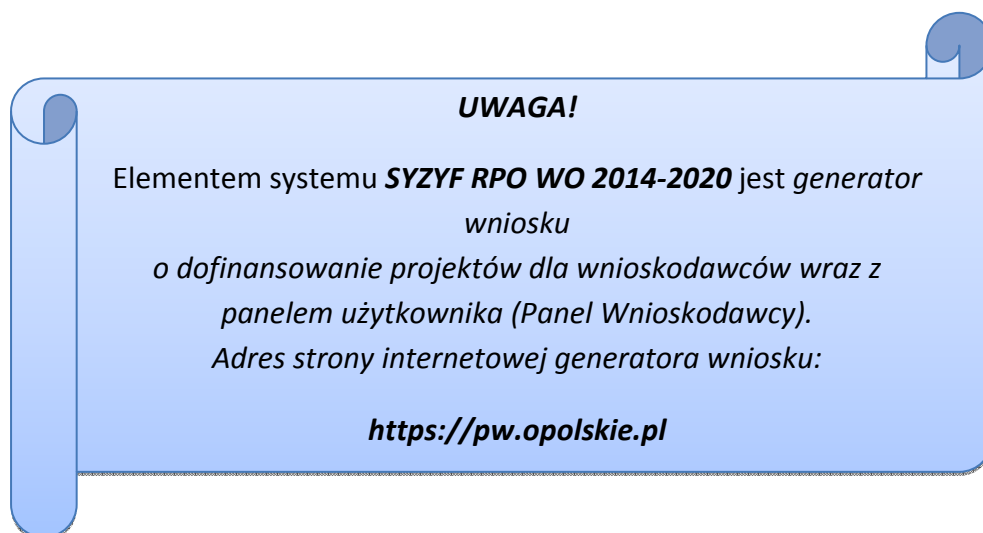 UWAGA!
Elementem systemu SYZYF RPO WO 2014-2020 jest generator
wniosku
o dofinansowanie projektów dla wnioskodawców wraz z
panelem użytkownika (Panel Wnioskodawcy).
Adres strony internetowej generatora wniosku:
https://pw.opolskie.pl